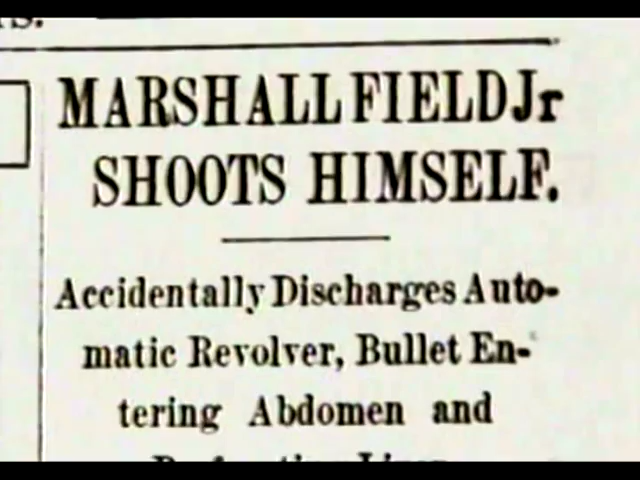 MARSHALL FIELD Jr
SHOOTS HIMSELF.
Accidentally Discharges Auto-
matic Revolver, Bullet En-
tering Abdomen and